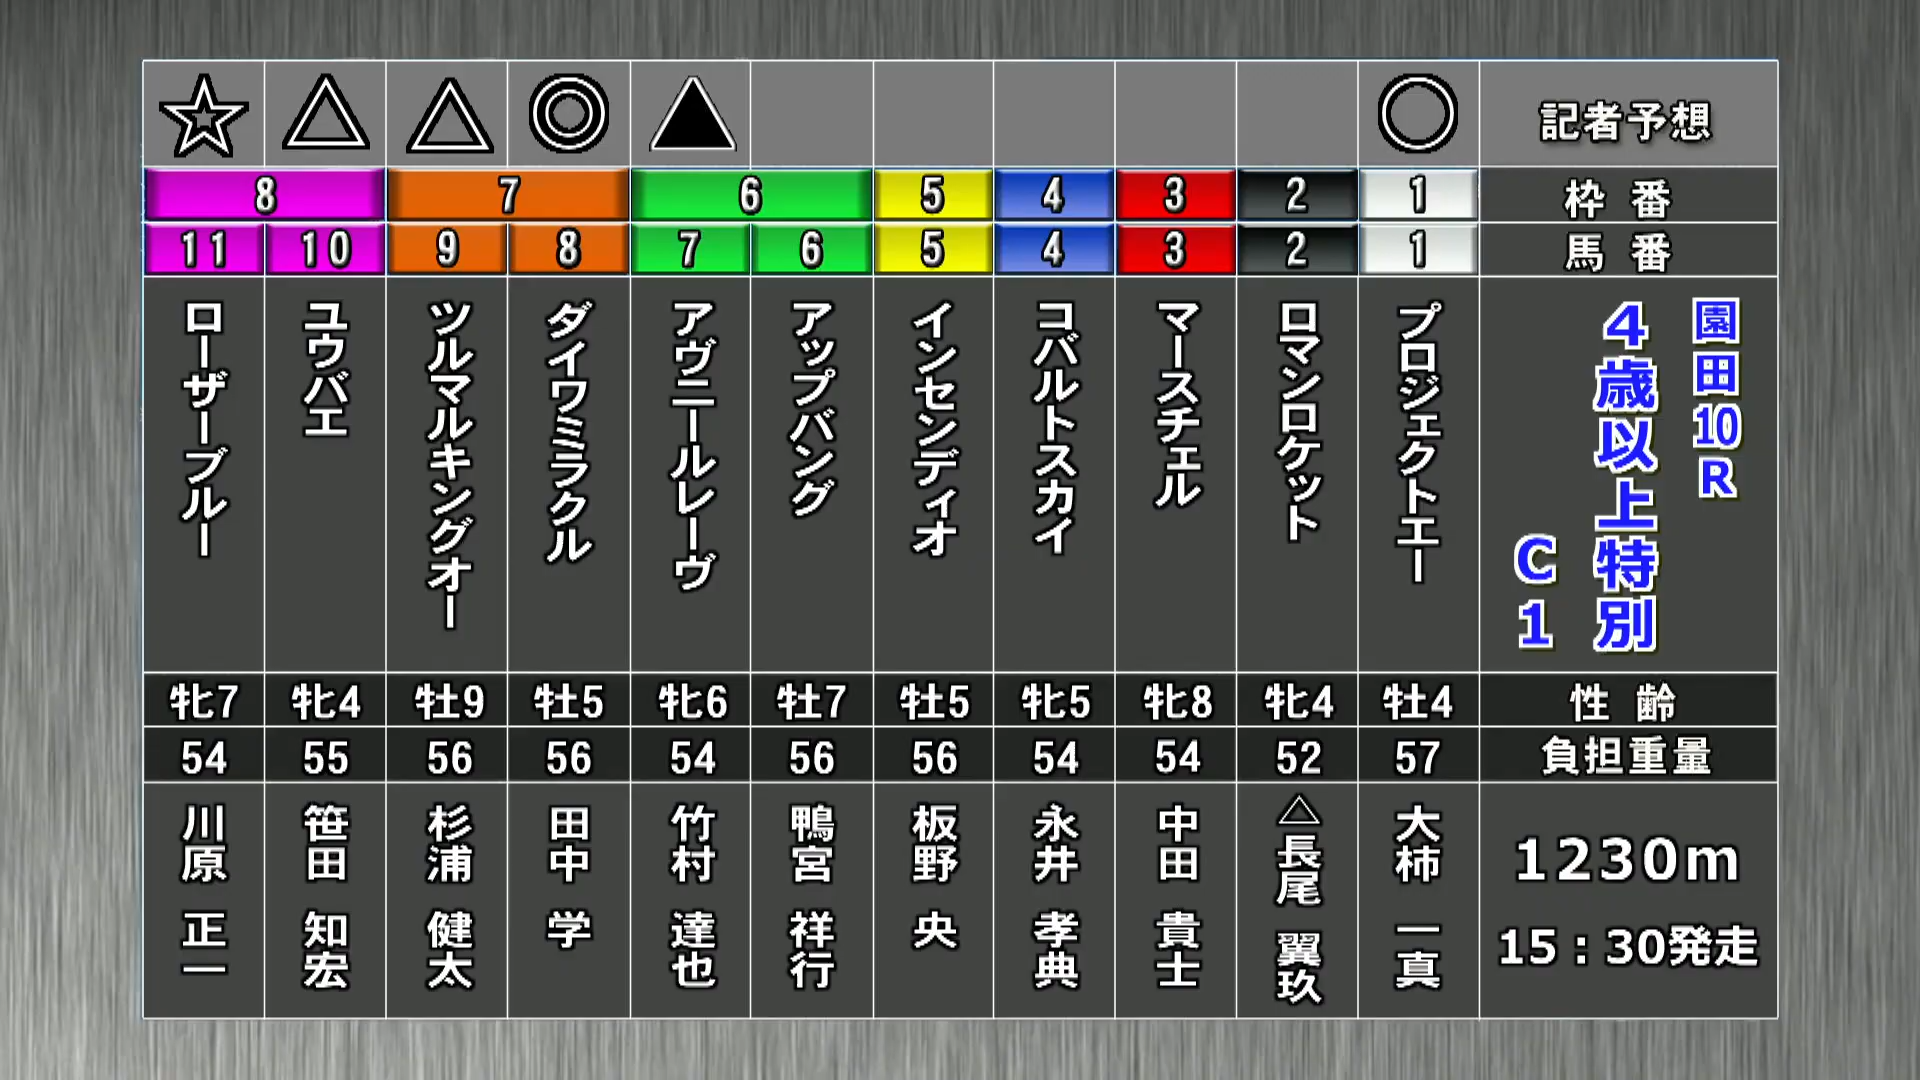 記者予想
☆ △ △ ◎ ▲ ○
枠 番
8 7 6 5 4 3 2 1
馬 番
11 10 9 8 7 6 5 4 3 2 1
園田10R
4歳以上特別
C1
プロジェクトエー
ロマンロケット
マースチェル
コバルトスカイ
インセンディオ
アップバング
アヴニールレーヴ
ダイワミラクル
ツルマルキングオー
ユウバエ
ローザーブルー
性 齢
牝7 牝4 牡9 牡5 牝6 牡7 牡5 牝5 牝8 牝4 牡4
負担重量
54 55 56 56 54 56 56 54 54 52 57
1230m
15:30発走
大柿 一真
△長尾 翼玖
中田 貴士
永井 孝典
板野 央
鴨宮 祥行
竹村 達也
田中 学
杉浦 健太
笹田 知宏
川原 正一